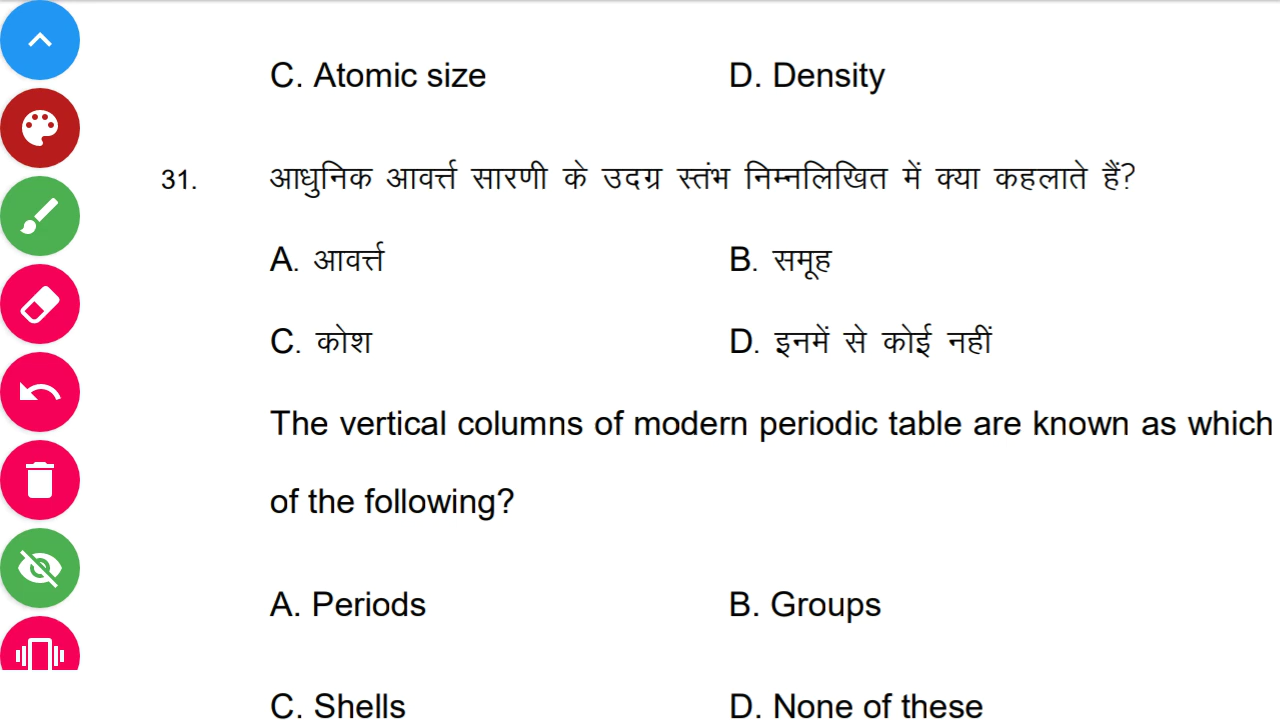 C. Atomic size D. Density
31. आधुनिक आवर्त्त सारणी के उदग्र स्तंभ निम्नलिखित में क्या कहलाते हैं?
A. आवर्त्त B. समूह
C. कोश D. इनमें से कोई नहीं
The vertical columns of modern periodic table are known as which
of the following?
A. Periods B. Groups
C. Shells D. None of these